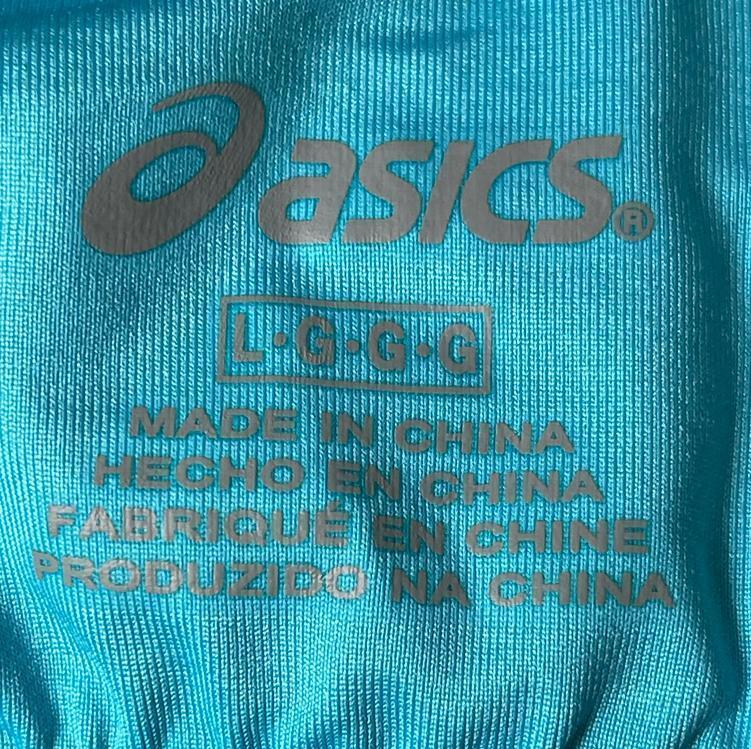 asics®
L·G·G·G
MADE IN CHINA
HECHO EN CHINA
FABRIQUÉ EN CHINE
PRODUZIDO NA CHINA